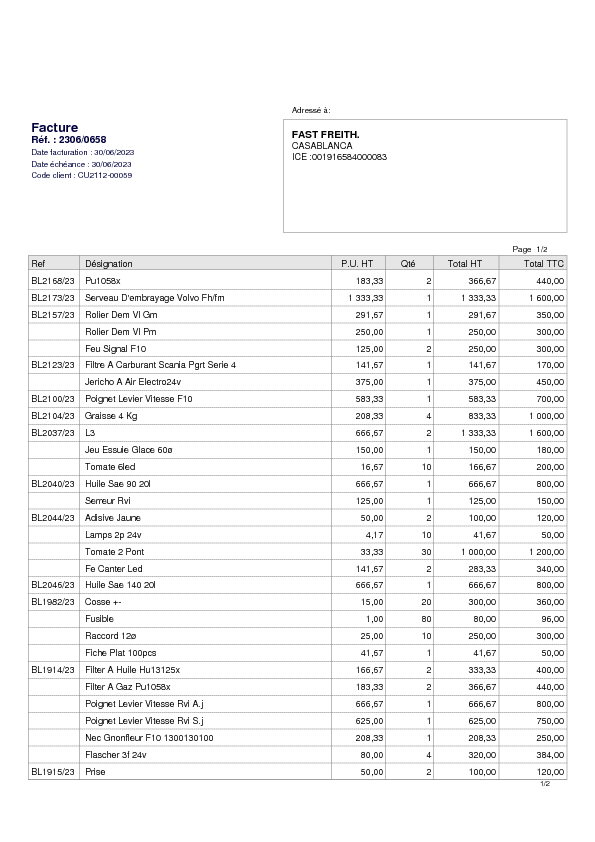 Adressé à:
Facture
Réf. : 2306/0658
Date facturation : 30/06/2023
Date échéance : 30/06/2023
Code client : CU2112-00059
FAST FREITH.
CASABLANCA
ICE :001916584000083
Page 1/2
Ref Désignation P.U. HT Qté Total HT Total TTC
BL2168/23 Pu1058x 183,33 2 366,67 440,00
BL2173/23 Serveau D'embrayage Volvo Fh/fm 1 333,33 1 1 333,33 1 600,00
BL2157/23 Roller Dem Vl Gm 291,67 1 291,67 350,00
Roller Dem Vl Pm 250,00 1 250,00 300,00
Feu Signal F10 125,00 2 250,00 300,00
BL2123/23 Filtre A Carburant Scania Pgrt Serie 4 141,67 1 141,67 170,00
Jericho A Air Electro24v 375,00 1 375,00 450,00
BL2100/23 Poignet Levier Vitesse F10 583,33 1 583,33 700,00
BL2104/23 Graisse 4 Kg 208,33 4 833,33 1 000,00
BL2037/23 L3 666,67 2 1 333,33 1 600,00
Jeu Essuie Glace 60ø 150,00 1 150,00 180,00
Tomate 6led 16,67 10 166,67 200,00
BL2040/23 Huile Sae 90 20l 666,67 1 666,67 800,00
Serreur Rvi 125,00 1 125,00 150,00
BL2044/23 Adisive Jaune 50,00 2 100,00 120,00
Lamps 2p 24v 4,17 10 41,67 50,00
Tomate 2 Pont 33,33 30 1 000,00 1 200,00
Fe Canter Led 141,67 2 283,33 340,00
BL2046/23 Huile Sae 140 20l 666,67 1 666,67 800,00
BL1982/23 Cosse +- 15,00 20 300,00 360,00
Fusible 1,00 80 80,00 96,00
Raccord 12ø 25,00 10 250,00 300,00
Fiche Plat 100pcs 41,67 1 41,67 50,00
BL1914/23 Filter A Huile Hu13125x 166,67 2 333,33 400,00
Filter A Gaz Pu1058x 183,33 2 366,67 440,00
Poignet Levier Vitesse Rvi A.j 666,67 1 666,67 800,00
Poignet Levier Vitesse Rvi S.j 625,00 1 625,00 750,00
Nec Gnonfleur F10 1300130100 208,33 1 208,33 250,00
Flascher 3f 24v 80,00 4 320,00 384,00
BL1915/23 Prise 50,00 2 100,00 120,00
1/2